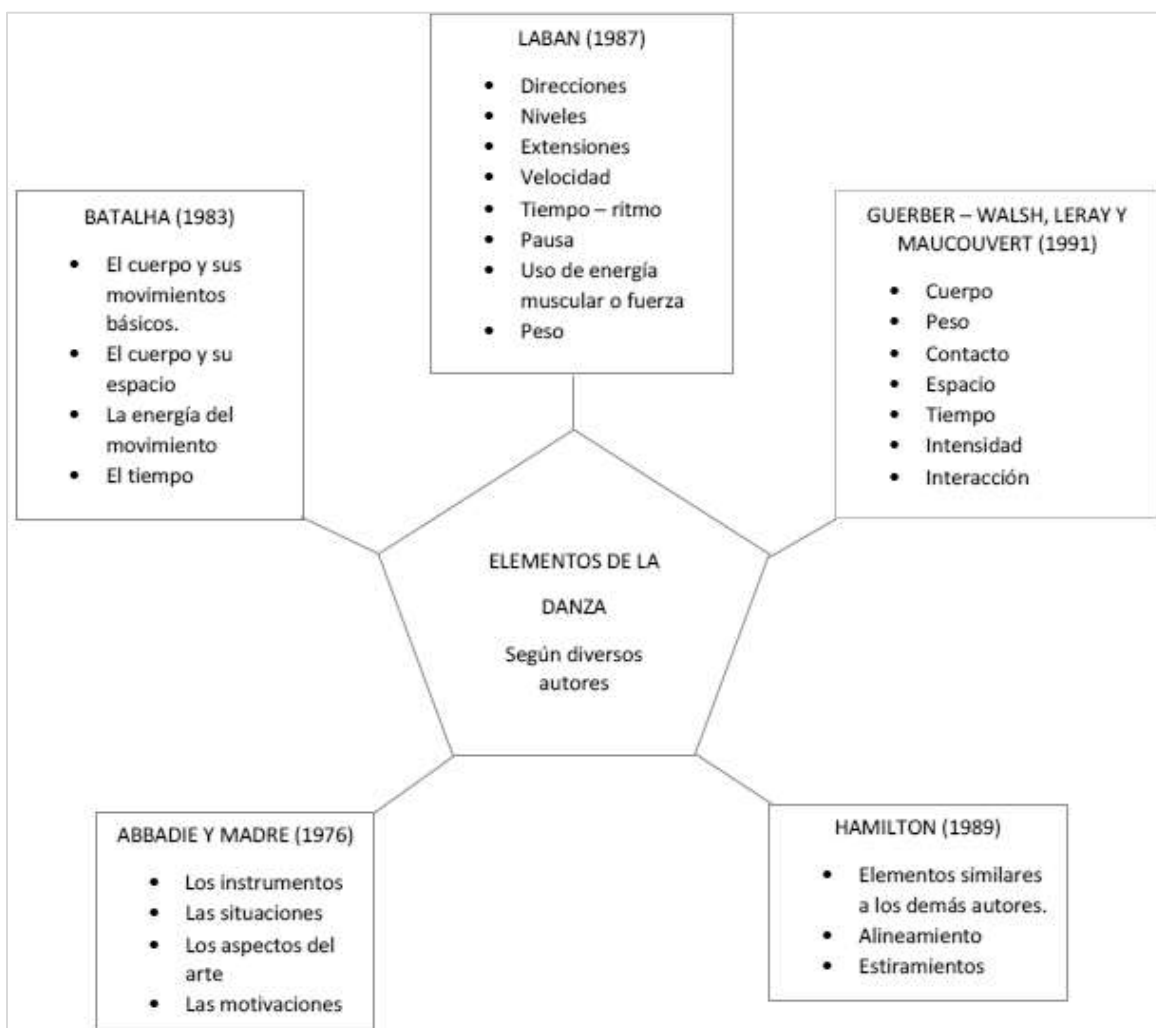 LABAN (1987)
• Direcciones
• Niveles
• Extensiones
• Velocidad
• Tiempo – ritmo
• Pausa
• Uso de energía
muscular o fuerza
• Peso
BATALHA (1983)
• El cuerpo y sus
movimientos
básicos.
• El cuerpo y su
espacio
• La energía del
movimiento
• El tiempo
GUERBER – WALSH, LERAY Y
MAUCOUVERT (1991)
• Cuerpo
• Peso
• Contacto
• Espacio
• Tiempo
• Intensidad
• Interacción
ELEMENTOS DE LA
DANZA
Según diversos
autores
ABBADIE Y MADRE (1976)
• Los instrumentos
• Las situaciones
• Los aspectos del
arte
• Las motivaciones
HAMILTON (1989)
• Elementos similares
a los demás autores.
• Alineamiento
• Estiramientos